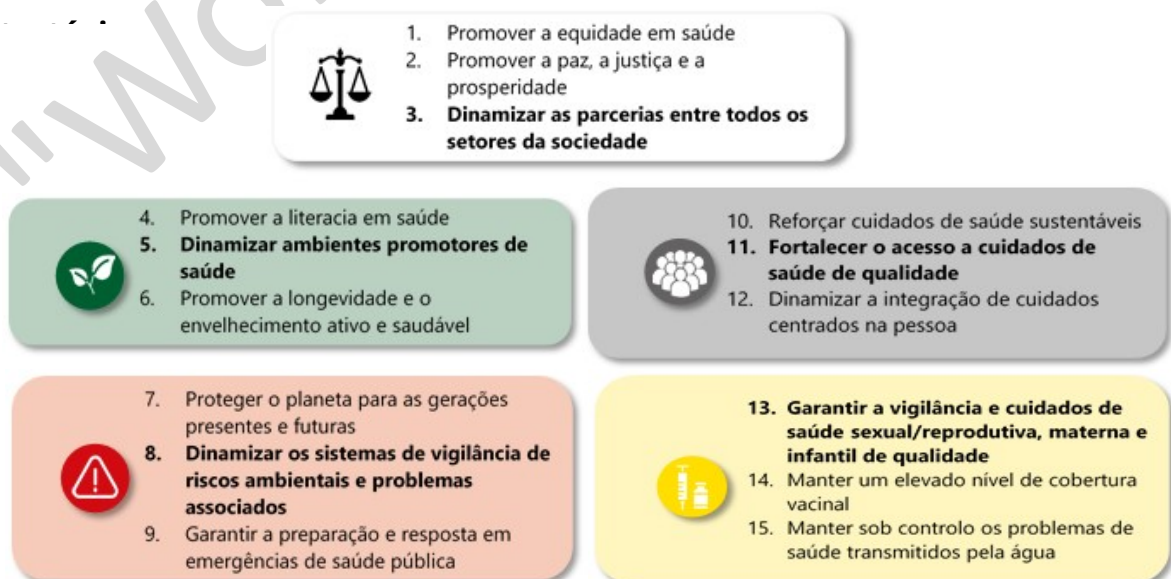 1. Promover a equidade em saúde
2. Promover a paz, a justiça e a
prosperidade
3. Dinamizar as parcerias entre todos os
setores da sociedade
4. Promover a literacia em saúde
5. Dinamizar ambientes promotores de
saúde
6. Promover a longevidade e o
envelhecimento ativo e saudável
7. Proteger o planeta para as gerações
presentes e futuras
8. Dinamizar os sistemas de vigilância de
riscos ambientais e problemas
associados
9. Garantir a preparação e resposta em
emergências de saúde pública
10. Reforçar cuidados de saúde sustentáveis
11. Fortalecer o acesso a cuidados de
saúde de qualidade
12. Dinamizar a integração de cuidados
centrados na pessoa
13. Garantir a vigilância e cuidados de
saúde sexual/reprodutiva, materna e
infantil de qualidade
14. Manter um elevado nível de cobertura
vacinal
15. Manter sob controlo os problemas de
saúde transmitidos pela água